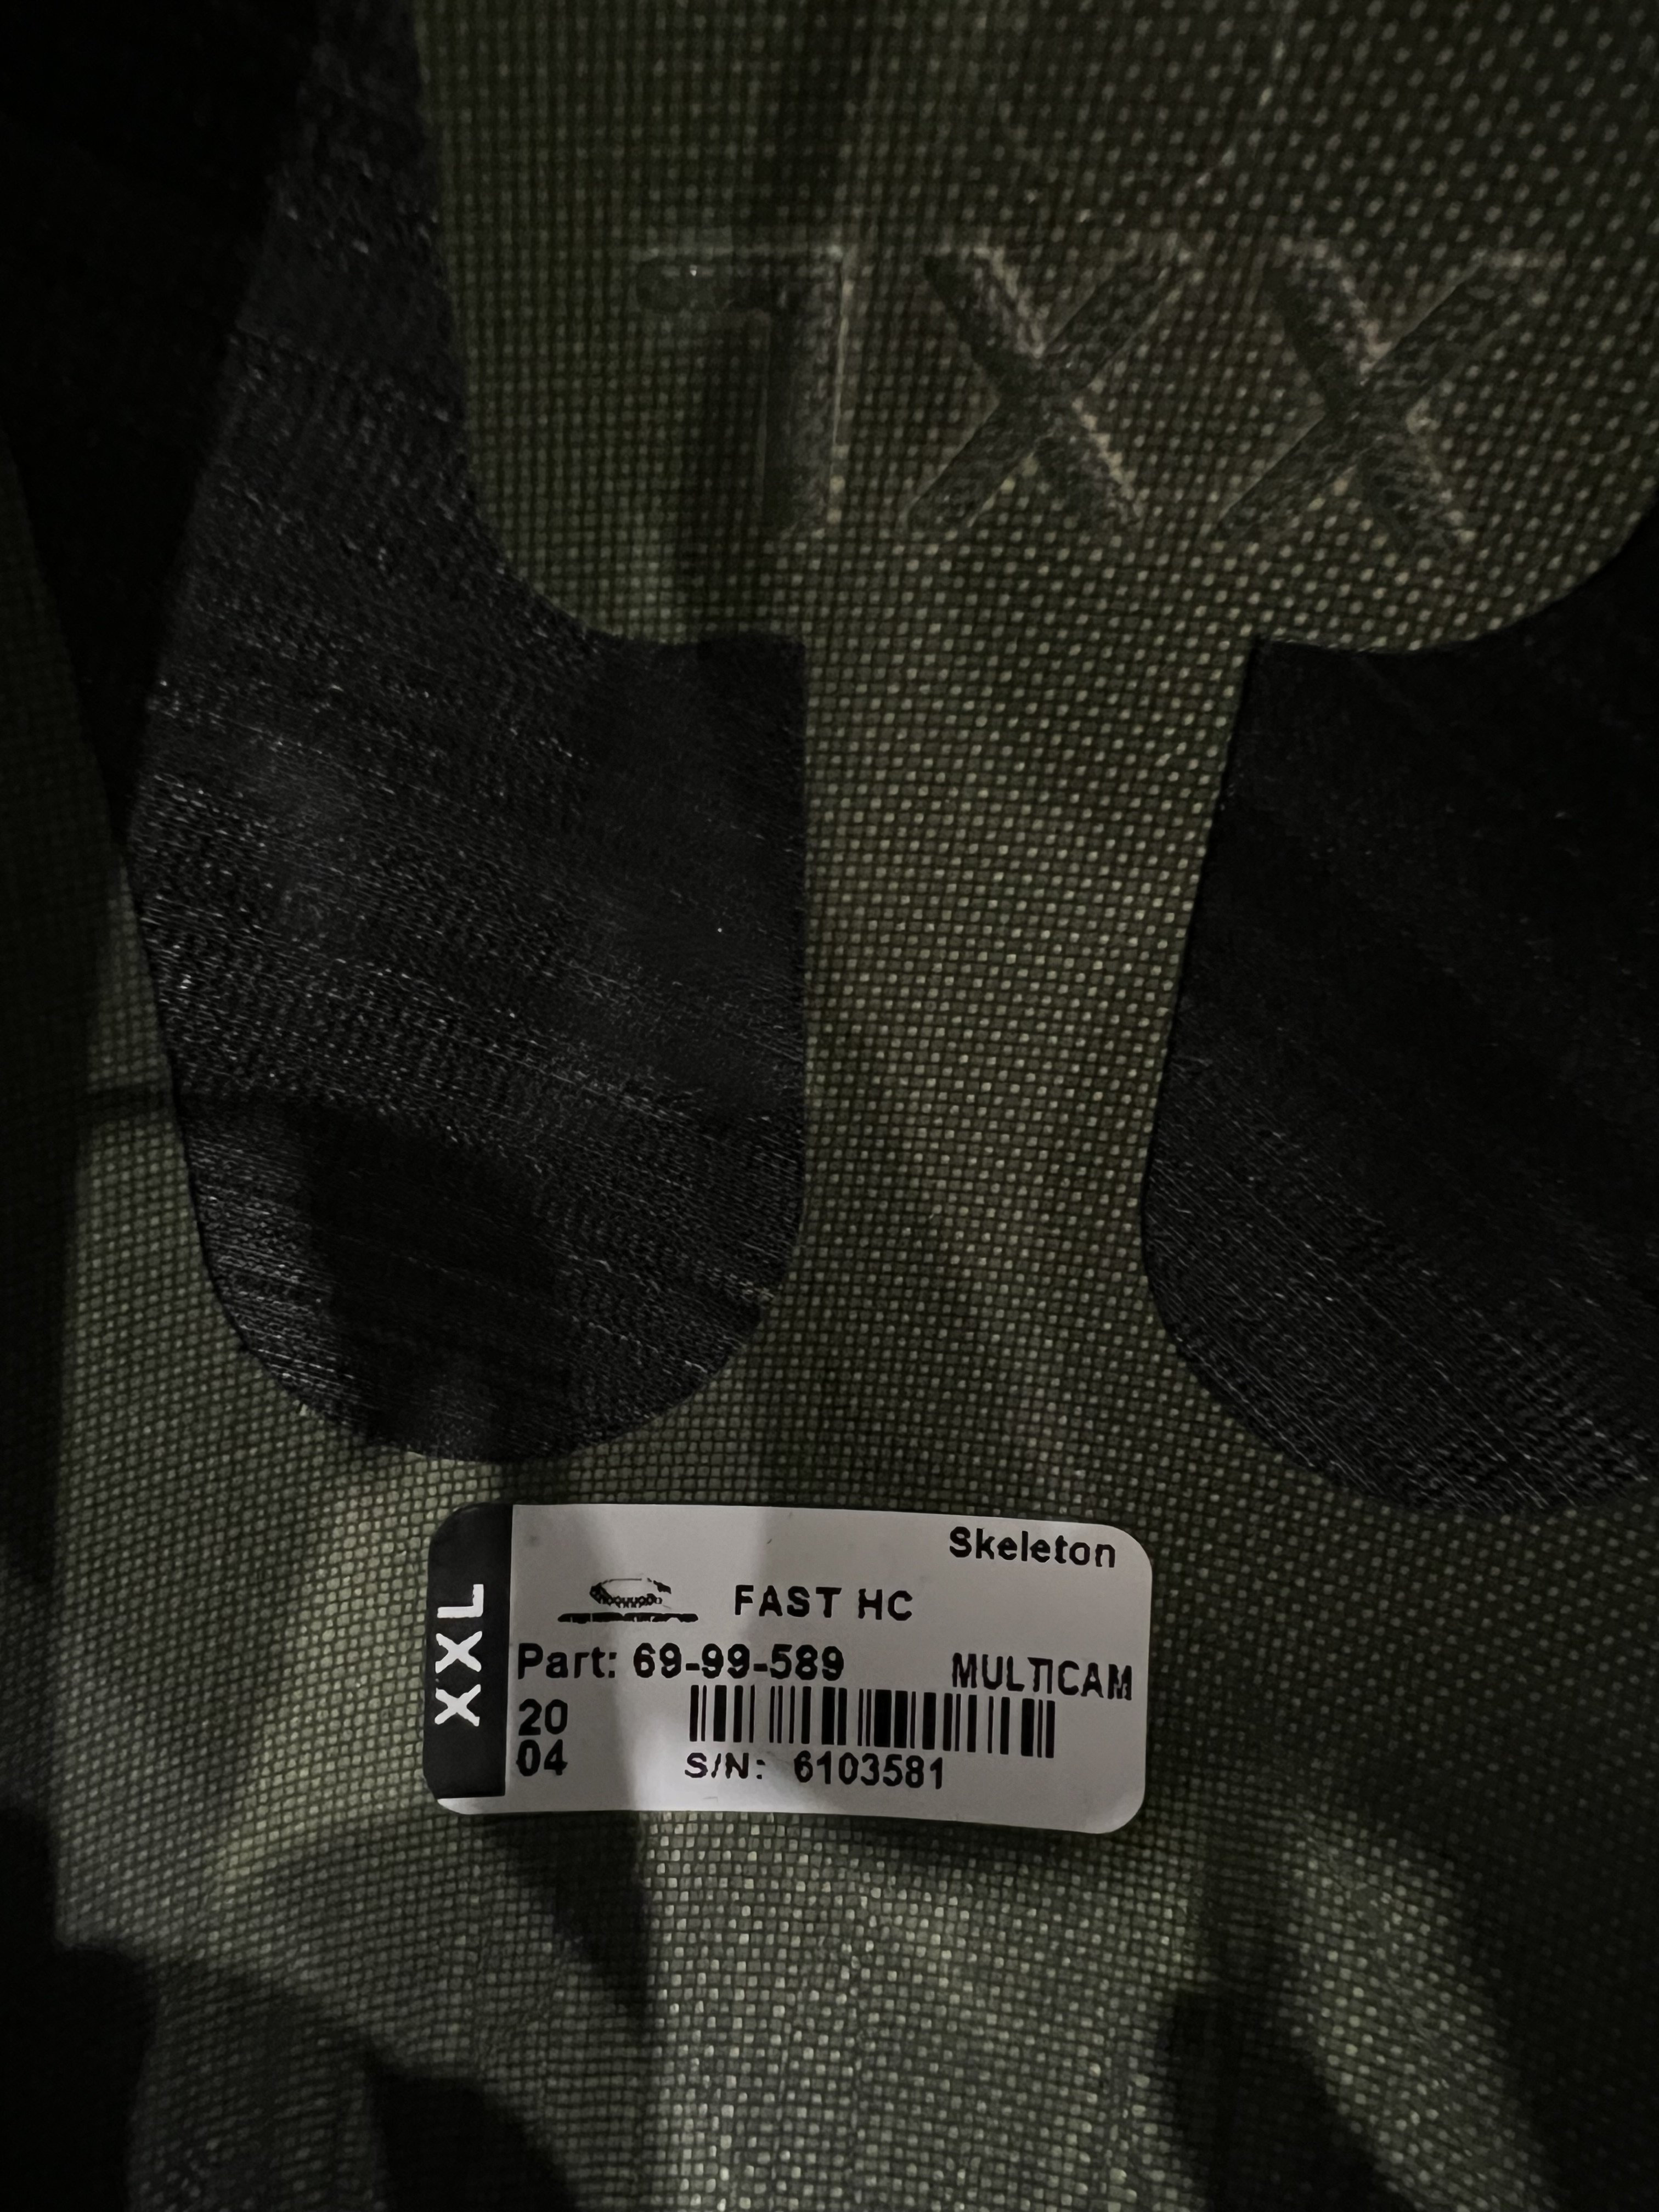 XXL
Skeleton
FAST HC
Part: 69-99-589
MULTICAM
20
04
S/N: 6103581
XXL